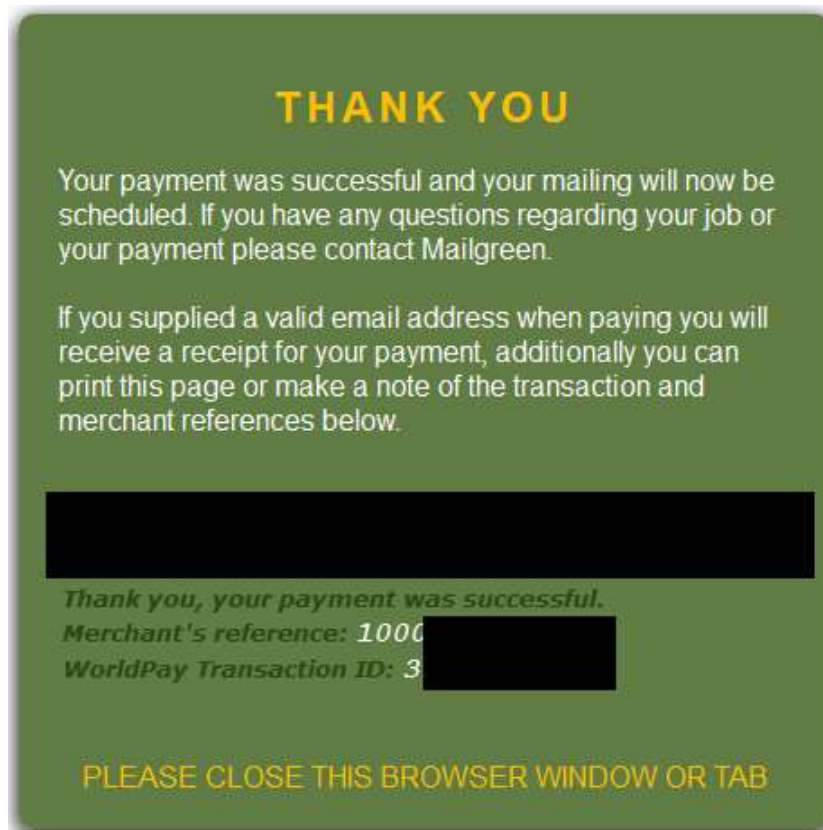 THANK YOU
Your payment was successful and your mailing will now be
scheduled. If you have any questions regarding your job or
your payment please contact Mailgreen.
If you supplied a valid email address when paying you will
receive a receipt for your payment, additionally you can
print this page or make a note of the transaction and
merchant references below.
Thank you, your payment was successful.
Merchant's reference: 1000
WorldPay Transaction ID: 3
PLEASE CLOSE THIS BROWSER WINDOW OR TAB